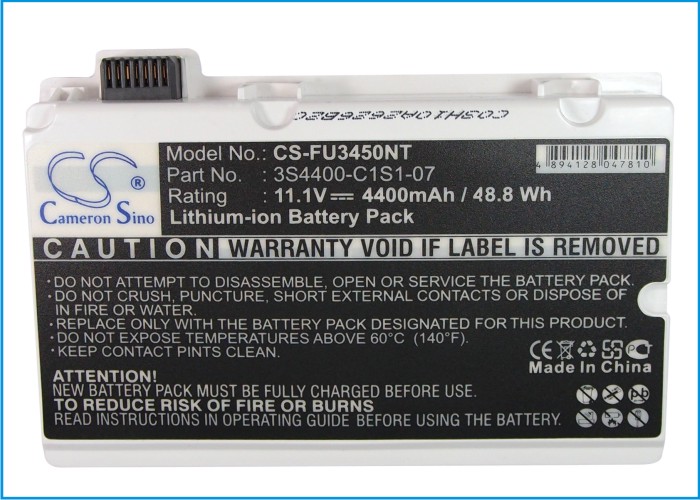 COSHIOA2626B20
CS
®
Cameron Sino
Model No.: CS-FU3450NT
Part No. : 3S4400-C1S1-07
Rating : 11.1V⎓ 4400mAh / 48.8 Wh
Lithium-ion Battery Pack
4 894128 047810
CAUTION WARRANTY VOID IF LABEL IS REMOVED
•DO NOT ATTEMPT TO DISASSEMBLE, OPEN OR SERVICE THE BATTERY PACK.
•DO NOT CRUSH, PUNCTURE, SHORT EXTERNAL CONTACTS OR DISPOSE OF
IN FIRE OR WATER.
•REPLACE ONLY WITH BATTERY PACK DESIGNATED FOR THIS PRODUCT.
•DO NOT EXPOSE TEMPERATURES ABOVE 60°C (140°F).
•KEEP CONTACT PINTS CLEAN.
CE
Made In China
ATTENTION!
NEW BATTERY PACK MUST BE FULLY CHARGED BEFORE USE.
TO REDUCE RISK OF FIRE OR BURNS
READ INSTRUCTIONS AND OPERATING GUIDE BEFORE USING THE BATTERY.